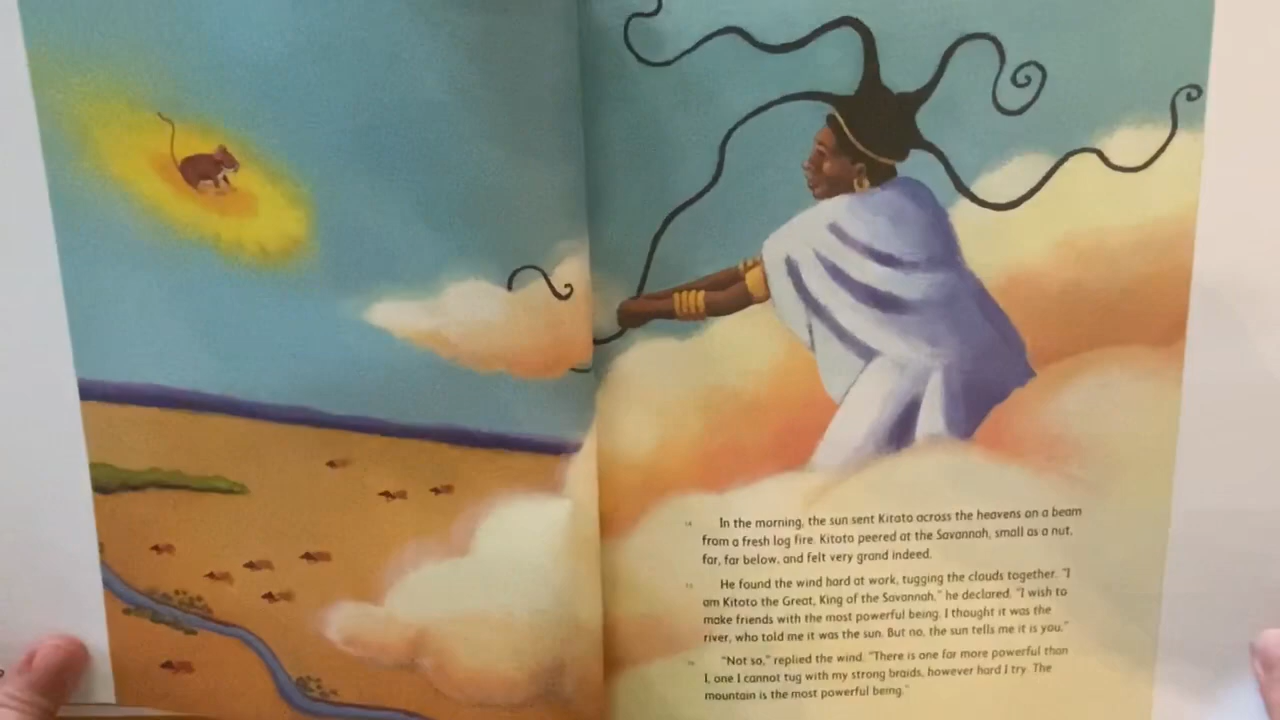 In the morning, the sun sent Kitoto across the heavens on a beam
from a fresh log fire. Kitoto peered at the Savannah, small as a nut,
far, far below, and felt very grand indeed.
He found the wind hard at work, tugging the clouds together. "I
am Kitoto the Great, King of the Savannah," he declared. "I wish to
make friends with the most powerful being. I thought it was the
river, who told me it was the sun. But no, the sun tells me it is you."
"Not so," replied the wind. "There is one far more powerful than
I, one I cannot tug with my strong braids, however hard I try. The
mountain is the most powerful being."